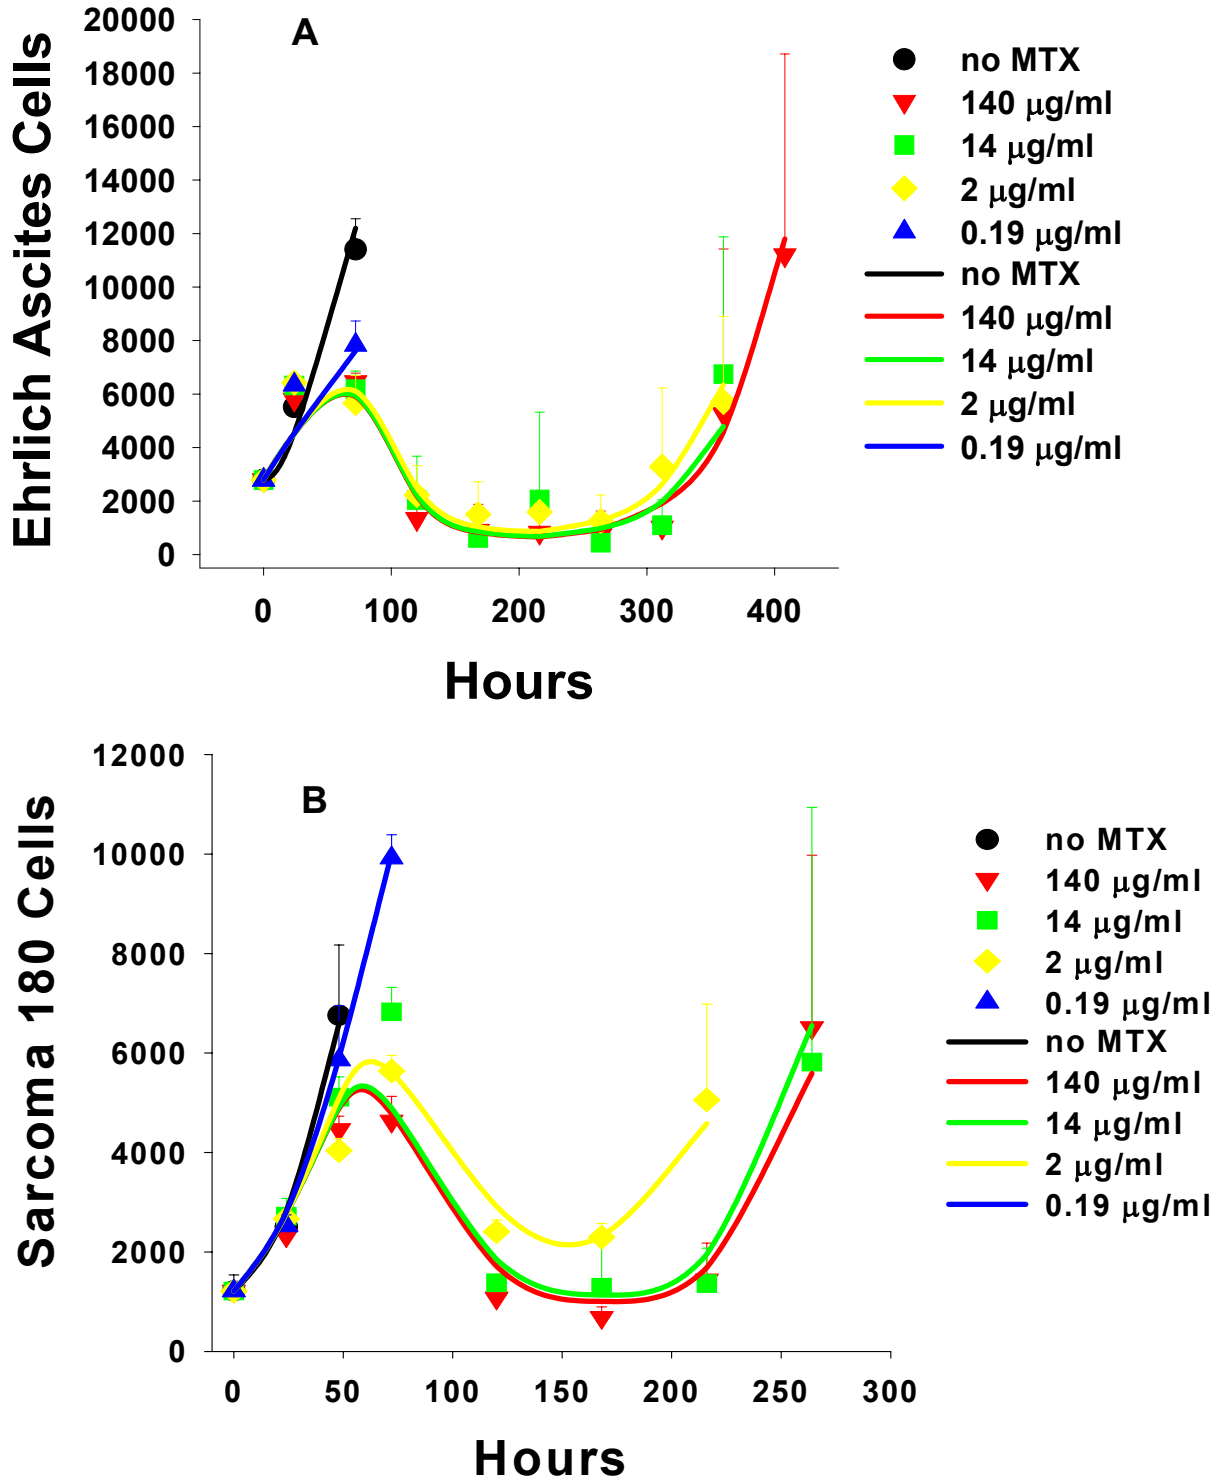 A
Ehrlich Ascites Cells
20000
18000
16000
14000
12000
10000
8000
6000
4000
2000
0
0 100 200 300 400
Hours
no MTX
140 μg/ml
14 μg/ml
2 μg/ml
0.19 μg/ml
no MTX
140 μg/ml
14 μg/ml
2 μg/ml
0.19 μg/ml
B
Sarcoma 180 Cells
12000
10000
8000
6000
4000
2000
0
0 50 100 150 200 250 300
Hours
no MTX
140 μg/ml
14 μg/ml
2 μg/ml
0.19 μg/ml
no MTX
140 μg/ml
14 μg/ml
2 μg/ml
0.19 μg/ml